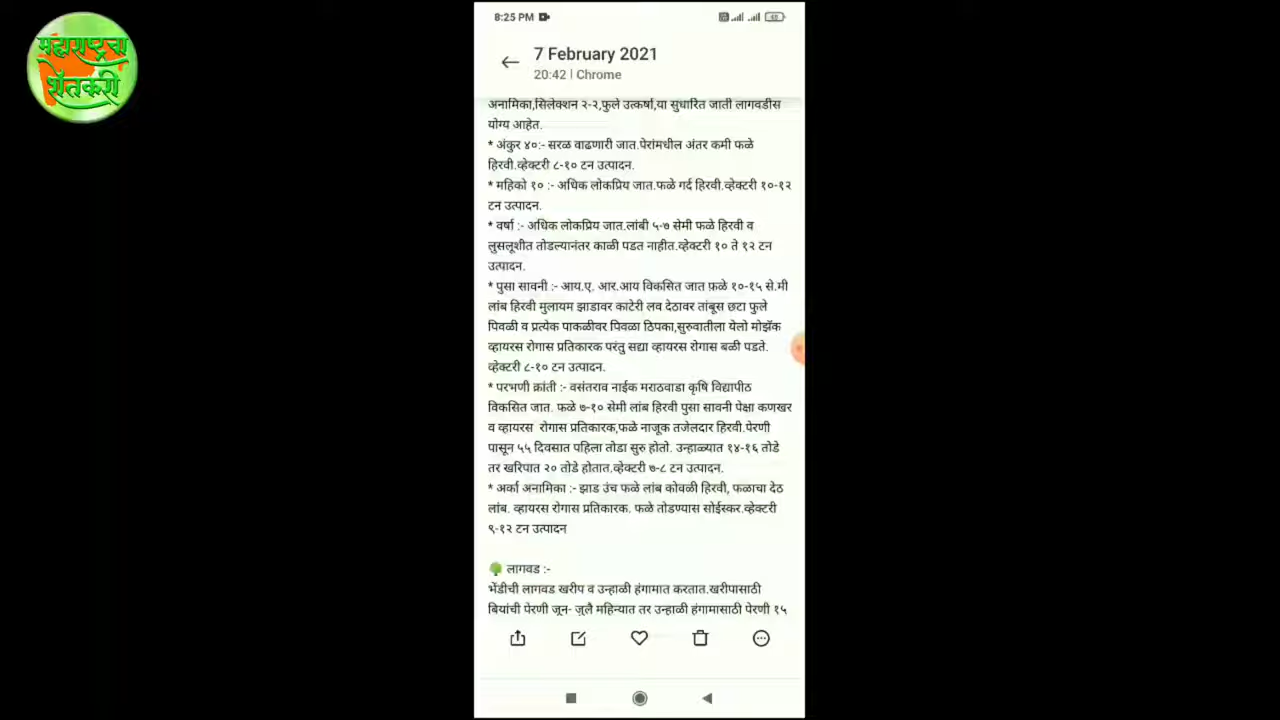 महाराष्ट्रचा
शेतकरी
8:25 PM
7 February 2021
20:42 | Chrome
अनामिका,सिलेक्शन २-२,फुले उत्कर्षा,या सुधारित जाती लागवडीस
योग्य आहेत.
* अंकुर ४०:- सरळ वाढणारी जात.पेरांमधील अंतर कमी फळे
हिरवी.व्हेक्टरी ८-१० टन उत्पादन.
* महिको १० :- अधिक लोकप्रिय जात.फळे गर्द हिरवी.व्हेक्टरी १०-१२
टन उत्पादन.
* वर्षा :- अधिक लोकप्रिय जात.लांबी ५-७ सेमी फळे हिरवी व
लुसलूशीत तोडल्यानंतर काळी पडत नाहीत.व्हेक्टरी १० ते १२ टन
उत्पादन.
* पुसा सावनी :- आय.ए. आर.आय विकसित जात फ़ळे १०-१५ से.मी
लांब हिरवी मुलायम झाडावर काटेरी लव देठावर तांबूस छटा फुले
पिवळी व प्रत्येक पाकळीवर पिवळा ठिपका,सुरुवातीला येलो मोझॅक
व्हायरस रोगास प्रतिकारक परंतु सद्या व्हायरस रोगास बळी पडते.
व्हेक्टरी ८-१० टन उत्पादन.
* परभणी क्रांती :- वसंतराव नाईक मराठवाडा कृषि विद्यापीठ
विकसित जात. फळे ७-१० सेमी लांब हिरवी पुसा सावनी पेक्षा कणखर
व व्हायरस रोगास प्रतिकारक,फळे नाजूक तजेलदार हिरवी.पेरणी
पासून ५५ दिवसात पहिला तोडा सुरु होतो. उन्हाळ्यात १४-१६ तोडे
तर खरिपात २० तोडे होतात.व्हेक्टरी ७-८ टन उत्पादन.
* अर्का अनामिका :- झाड उंच फळे लांब कोवळी हिरवी, फळाचा देठ
लांब. व्हायरस रोगास प्रतिकारक. फळे तोडण्यास सोईस्कर.व्हेक्टरी
९-१२ टन उत्पादन
लागवड :-
भेंडीची लागवड खरीप व उन्हाळी हंगामात करतात.खरीपासाठी
बियांची पेरणी जून- जुलै महिन्यात तर उन्हाळी हंगामासाठी पेरणी १५